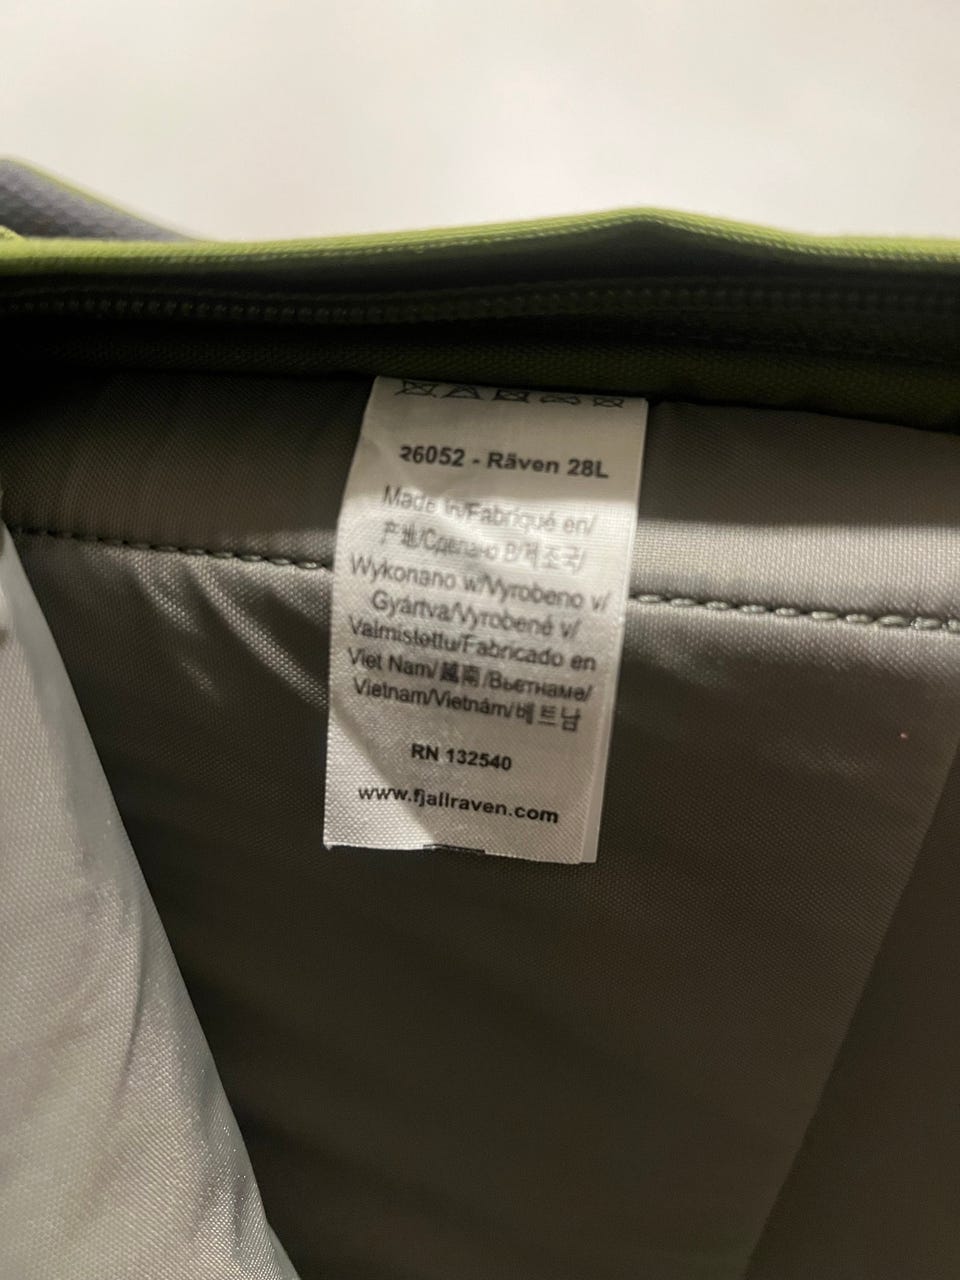 26052 - Räven 28L
Made in/Fabriqué en/
产地/Сделано В/제조국/
Wykonano w/Vyrobeno v/
Gyártva/Vyrobené v/
Valmistettu/Fabricado en
Viet Nam/越南/Вьетнаме/
Vietnam/Vietnám/베트남
RN 132540
www.fjallraven.com